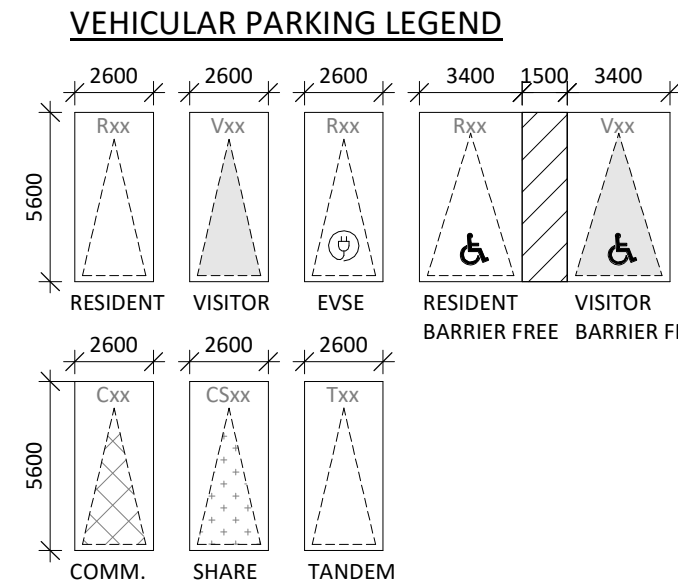 VEHICULAR PARKING LEGEND
2600 2600 2600 3400 1500 3400
Rxx Vxx Rxx Rxx Vxx
5600
RESIDENT VISITOR EVSE RESIDENT VISITOR
BARRIER FREE BARRIER
2600 2600 2600
Cxx CSxx Txx
5600
COMM. SHARE TANDEM